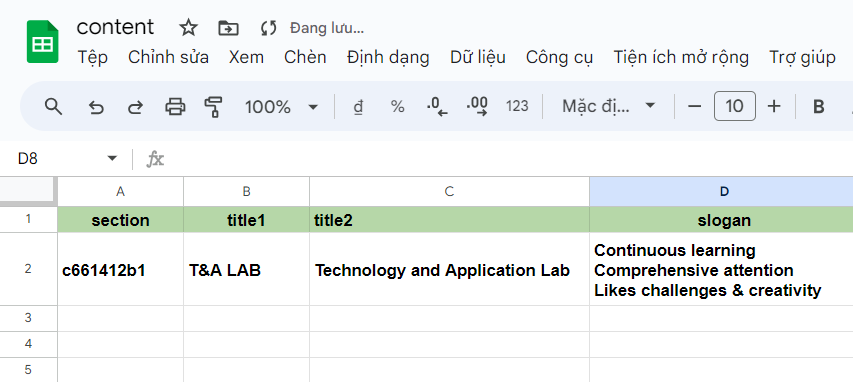 content Đang lưu...
Tệp Chỉnh sửa Xem Chèn Định dạng Dữ liệu Công cụ Tiện ích mở rộng Trợ giúp
100% đ % .0 .00 123 Mặc đị... 10 B
D8 fx
A B C D
1 section title1 title2 slogan
2 c661412b1 T&A LAB Technology and Application Lab Continuous learning
Comprehensive attention
Likes challenges & creativity
3
4
5